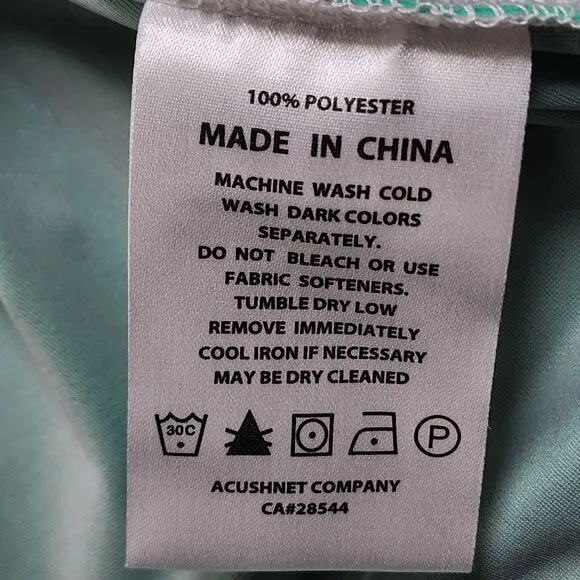 100% POLYESTER
MADE IN CHINA
MACHINE WASH COLD
WASH DARK COLORS
SEPARATELY.
DO NOT BLEACH OR USE
FABRIC SOFTENERS.
TUMBLE DRY LOW
REMOVE IMMEDIATELY
COOL IRON IF NECESSARY
MAY BE DRY CLEANED
30C P
ACUSHNET COMPANY
CA#28544